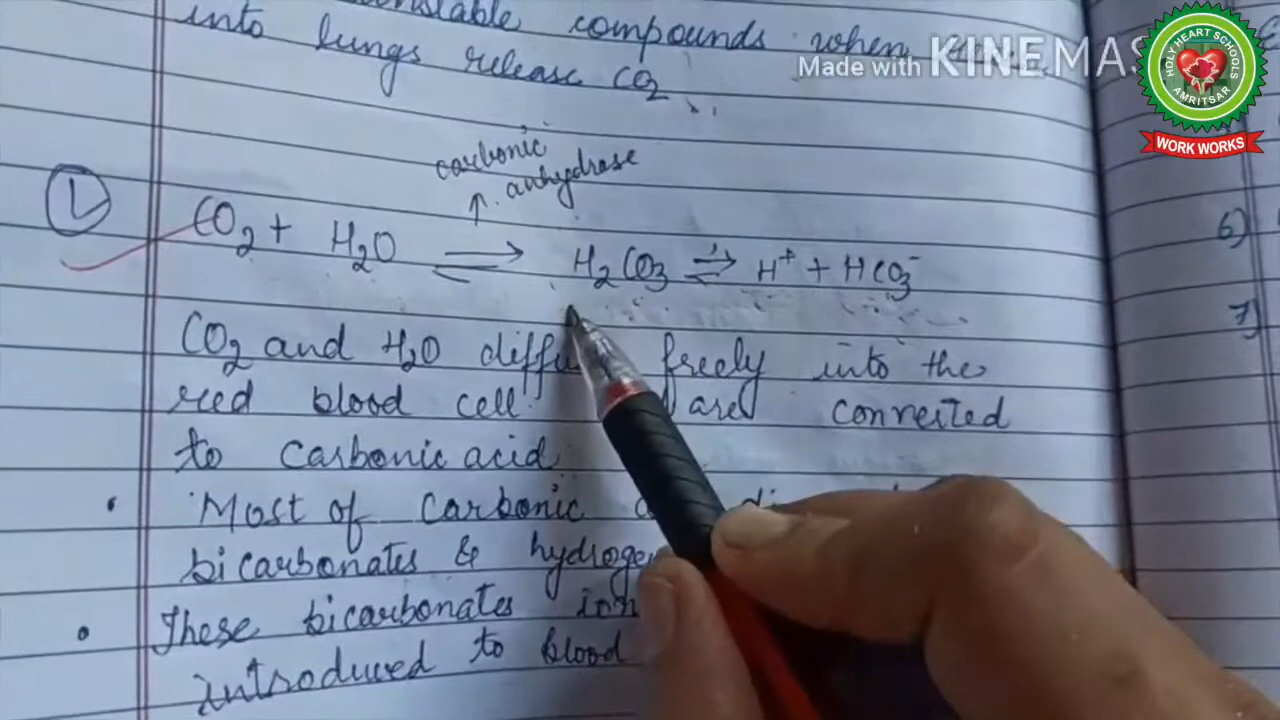 compounds when
into lungs release CO2
Made with KINEMAS
HOLY HEART SCHOOLS
AMRITSAR
WORK WORKS
carbonic
↑ anhydrase
1
CO2 + H2O ⇌ H2CO3 ⇌ H+ + HCO3-
CO2 and H2O diffu freely into the
red blood cell are conveted
to carbonic acid
• Most of carbonic
bicarbonates & hydrogen
• These bicarbonates ion
introduced to blood
6)
7)